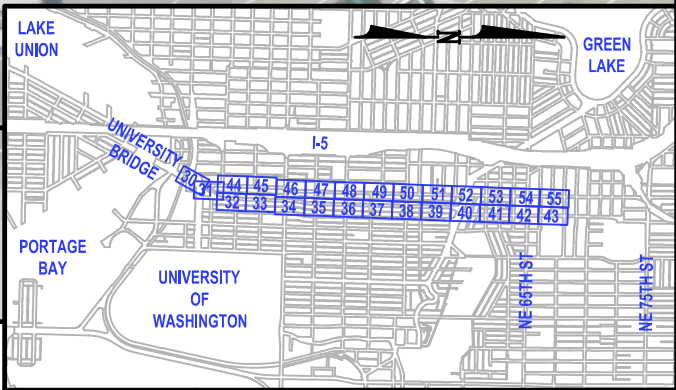 LAKE
UNION
N
GREEN
LAKE
UNIVERSITY
BRIDGE
I-5
30
31
44 45 46 47 48 49 50 51 52 53 54 55
32 33 34 35 36 37 38 39 40 41 42 43
PORTAGE
BAY
UNIVERSITY
OF
WASHINGTON
NE 65TH ST
NE 75TH ST